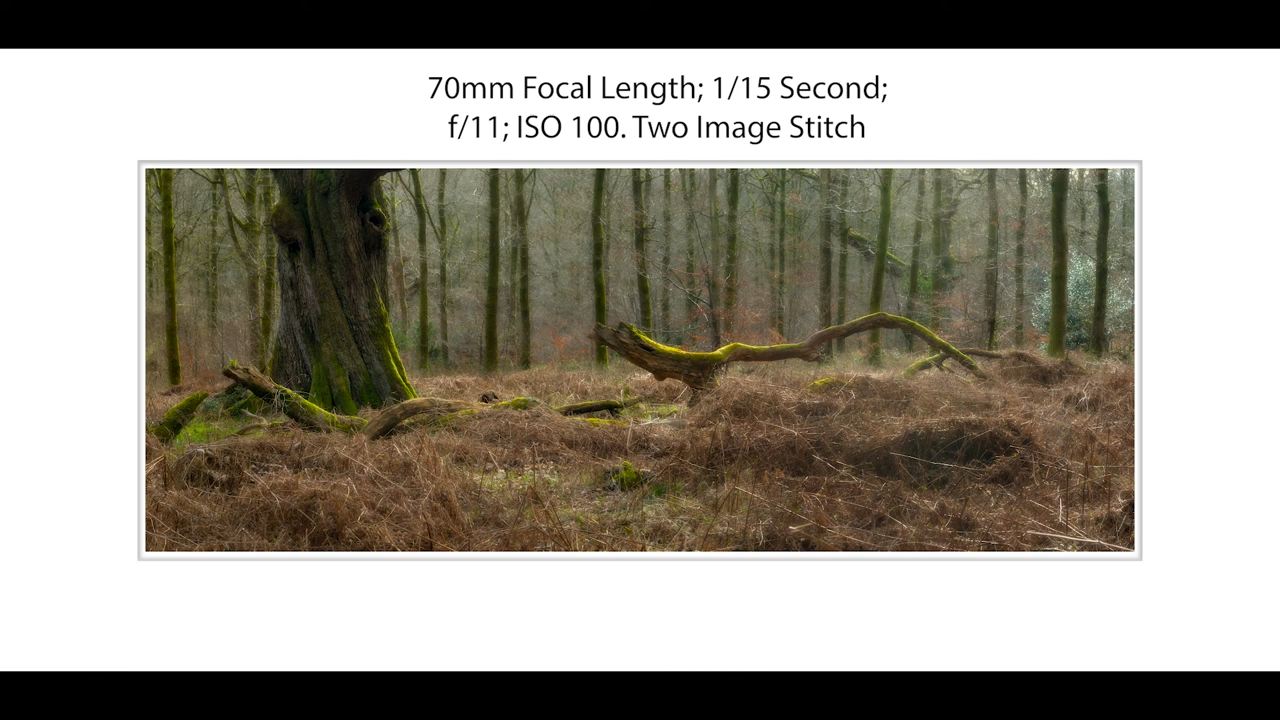 70mm Focal Length; 1/15 Second;
f/11; ISO 100. Two Image Stitch